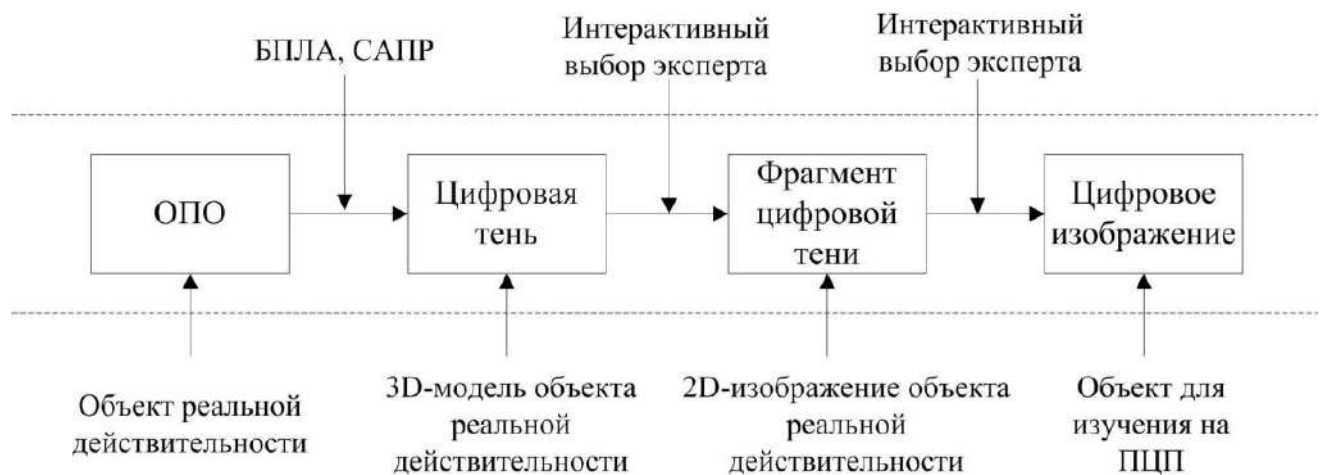 БПЛА, САПР
Интерактивный
выбор эксперта
Интерактивный
выбор эксперта
ОПО
Цифровая
тень
Фрагмент
цифровой
тени
Цифровое
изображение
Объект реальной
действительности
3D-модель объекта
реальной
действительности
2D-изображение объекта
реальной
действительности
Объект для
изучения на
ПЦП